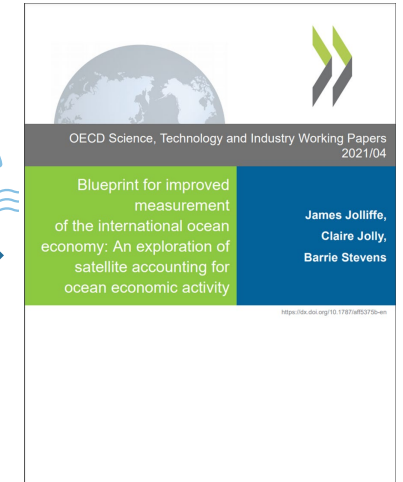 OECD Science, Technology and Industry Working Papers
2021/04
Blueprint for improved
measurement
of the international ocean
economy: An exploration of
satellite accounting for
ocean economic activity
James Jolliffe,
Claire Jolly,
Barrie Stevens
https://dx.doi.org/10.1787/aff5375b-en